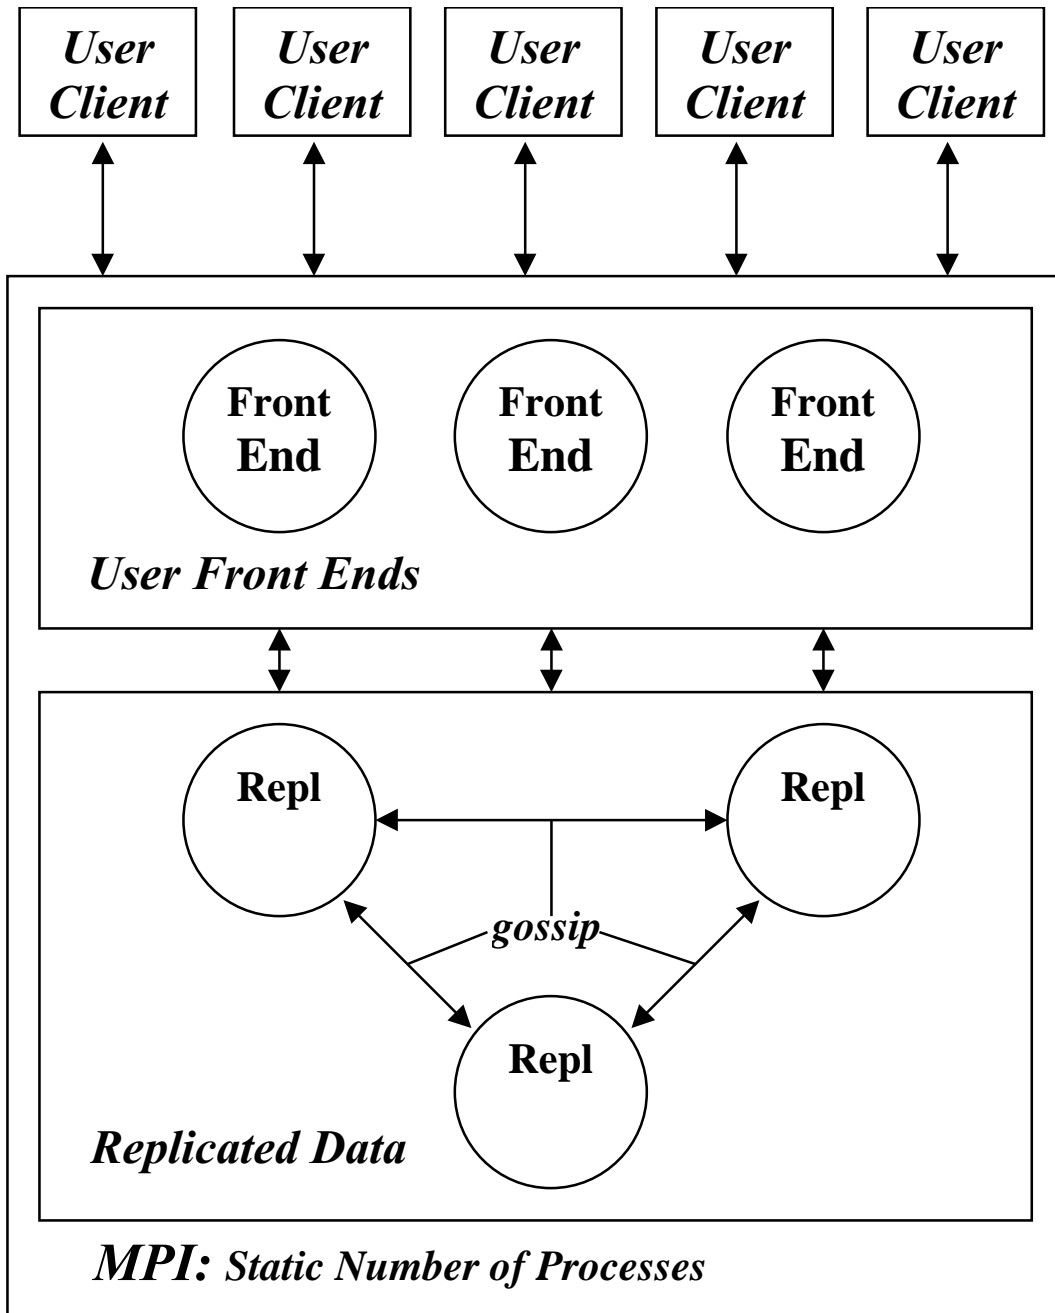 User
Client
User
Client
User
Client
User
Client
User
Client
Front
End
Front
End
Front
End
User Front Ends
Repl
Repl
gossip
Repl
Replicated Data
MPI: Static Number of Processes